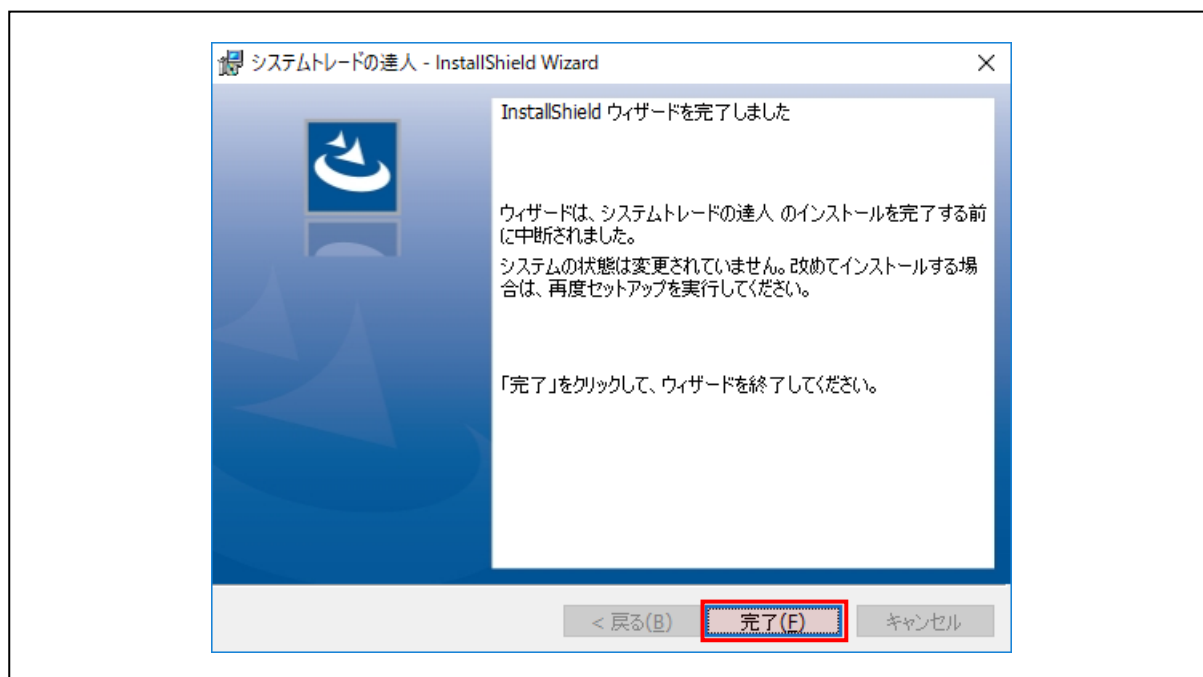 システムトレードの達人 - InstallShield Wizard
InstallShield ウィザードを完了しました
ウィザードは、システムトレードの達人 のインストールを完了する前
に中断されました。
システムの状態は変更されていません。改めてインストールする場
合は、再度セットアップを実行してください。
「完了」をクリックして、ウィザードを終了してください。
< 戻る(B)
完了(F)
キャンセル